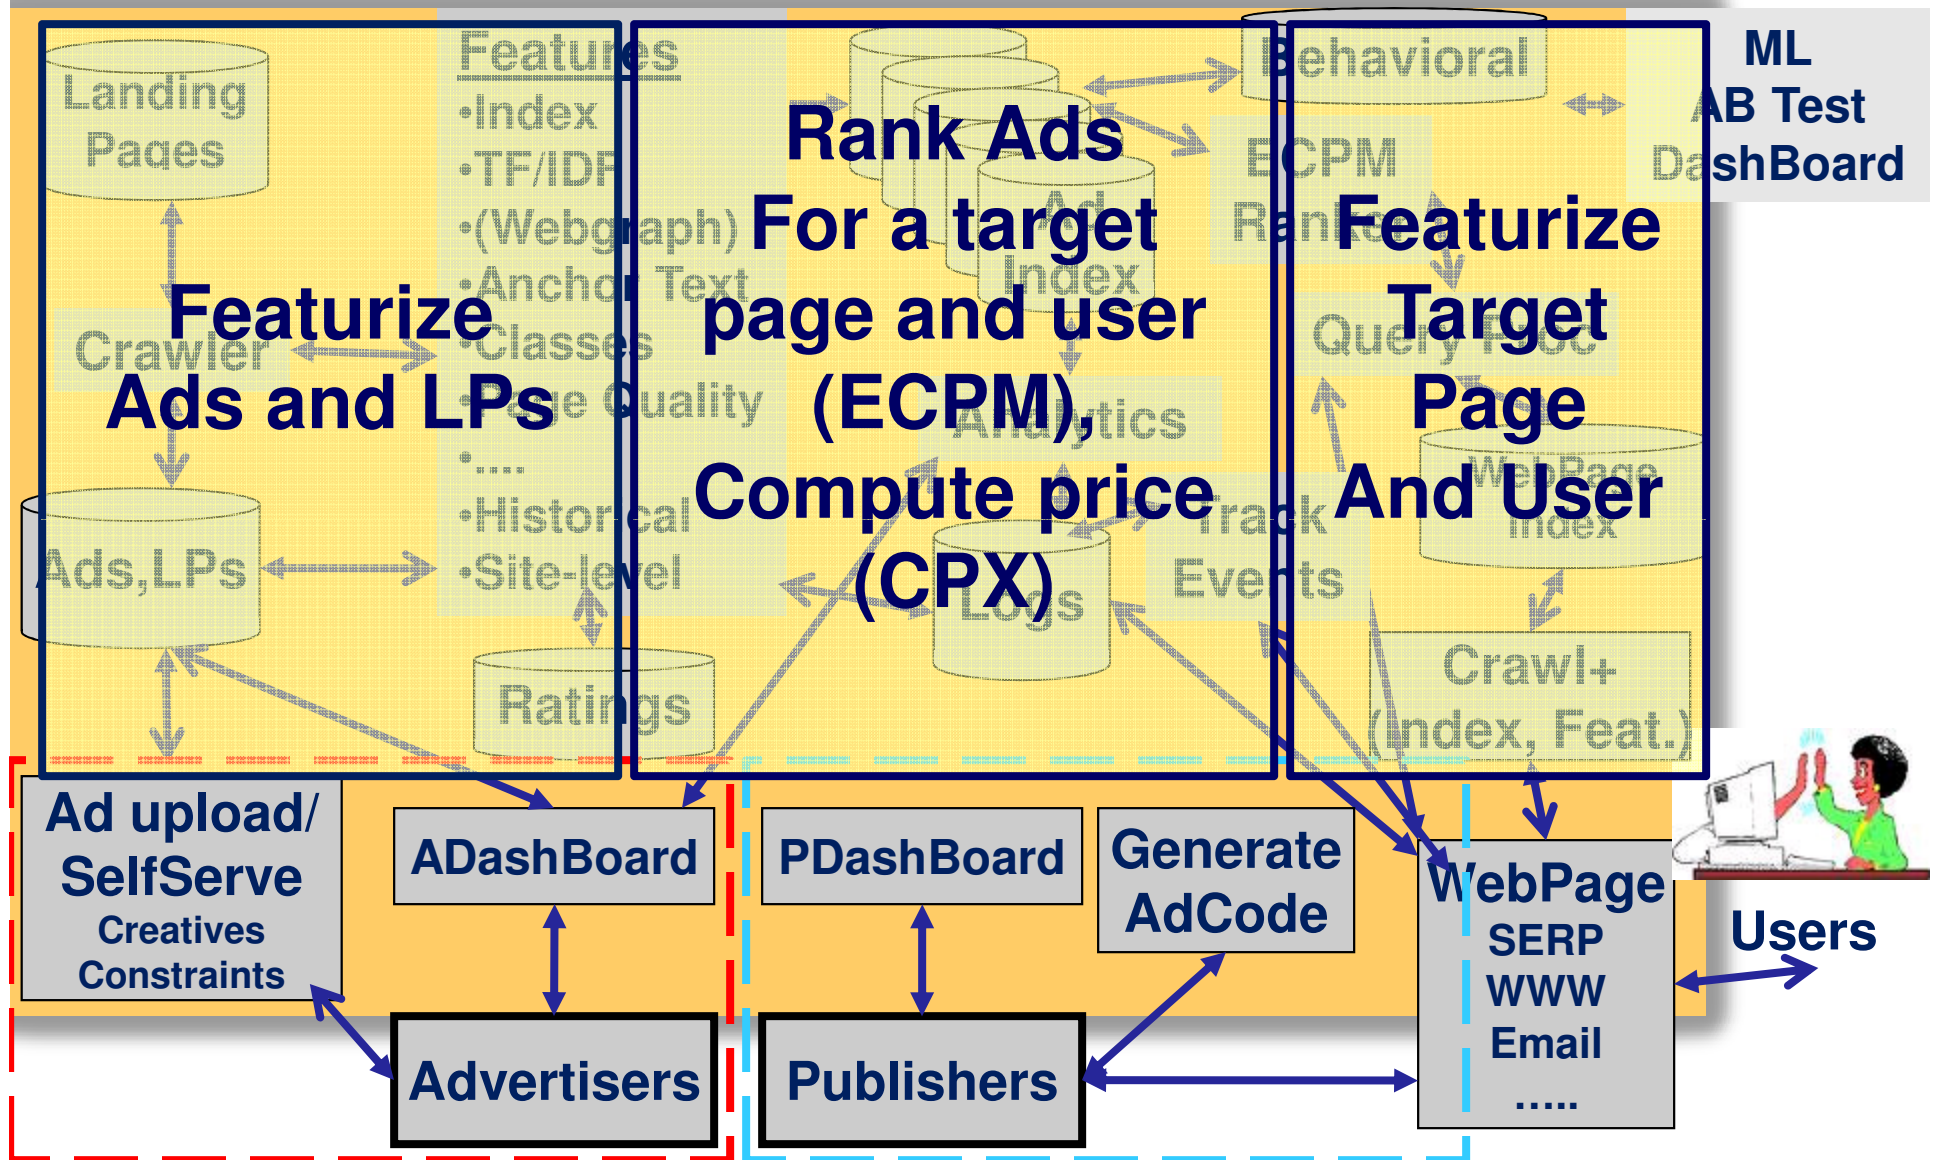 Landing
Pages
Crawler
Ads,LPs
Featurize
Ads and LPs
Features
•Index
•TF/IDF
•(Webgraph)
•Anchor Text
•Classes
•Page Quality
•....
•Historical
•Site-level
Ratings
Rank Ads
For a target
page and user
(ECPM),
Compute price
(CPX)
Ad
Index
Analytics
Logs
Track
Events
Behavioral
ECPM
Ranker
Featurize
Target
Page
And User
Query Proc
WebPage
Index
Crawl+
(Index, Feat.)
ML
AB Test
DashBoard
Ad upload/
SelfServe
Creatives
Constraints
ADashBoard
PDashBoard
Generate
AdCode
WebPage
SERP
WWW
Email
.....
Users
Advertisers
Publishers